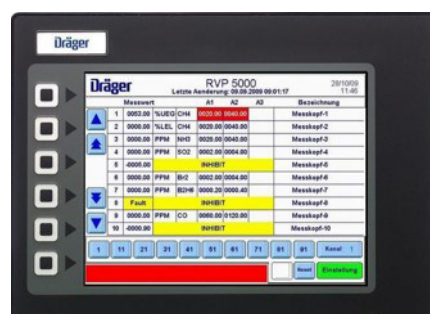 Dräger
Dräger RVP 5000 28/10/09
Letzte Aenderung: 09.09.2009 09:01:17 11:46
Messwert A1 A2 A3 Bezeichnung
1 0053.00 %UEG CH4 0020.00 0040.00 Messkopf-1
2 0000.00 %LEL CH4 0020.00 0040.00 Messkopf-2
3 0000.00 PPM NH3 0020.00 0040.00 Messkopf-3
4 0000.00 PPM SO2 0002.00 0004.00 Messkopf-4
5 -0005.00 INHIBIT Messkopf-5
6 0000.00 PPM Br2 0002.00 0004.00 Messkopf-6
7 0000.00 PPM B2H6 0000.20 0000.40 Messkopf-7
8 Fault INHIBIT Messkopf-8
9 0000.00 PPM CO 0060.00 0120.00 Messkopf-9
10 -0000.90 INHIBIT Messkopf-10
1 11 21 31 41 51 61 71 81 91 Kanal 1
Reset Einstellung